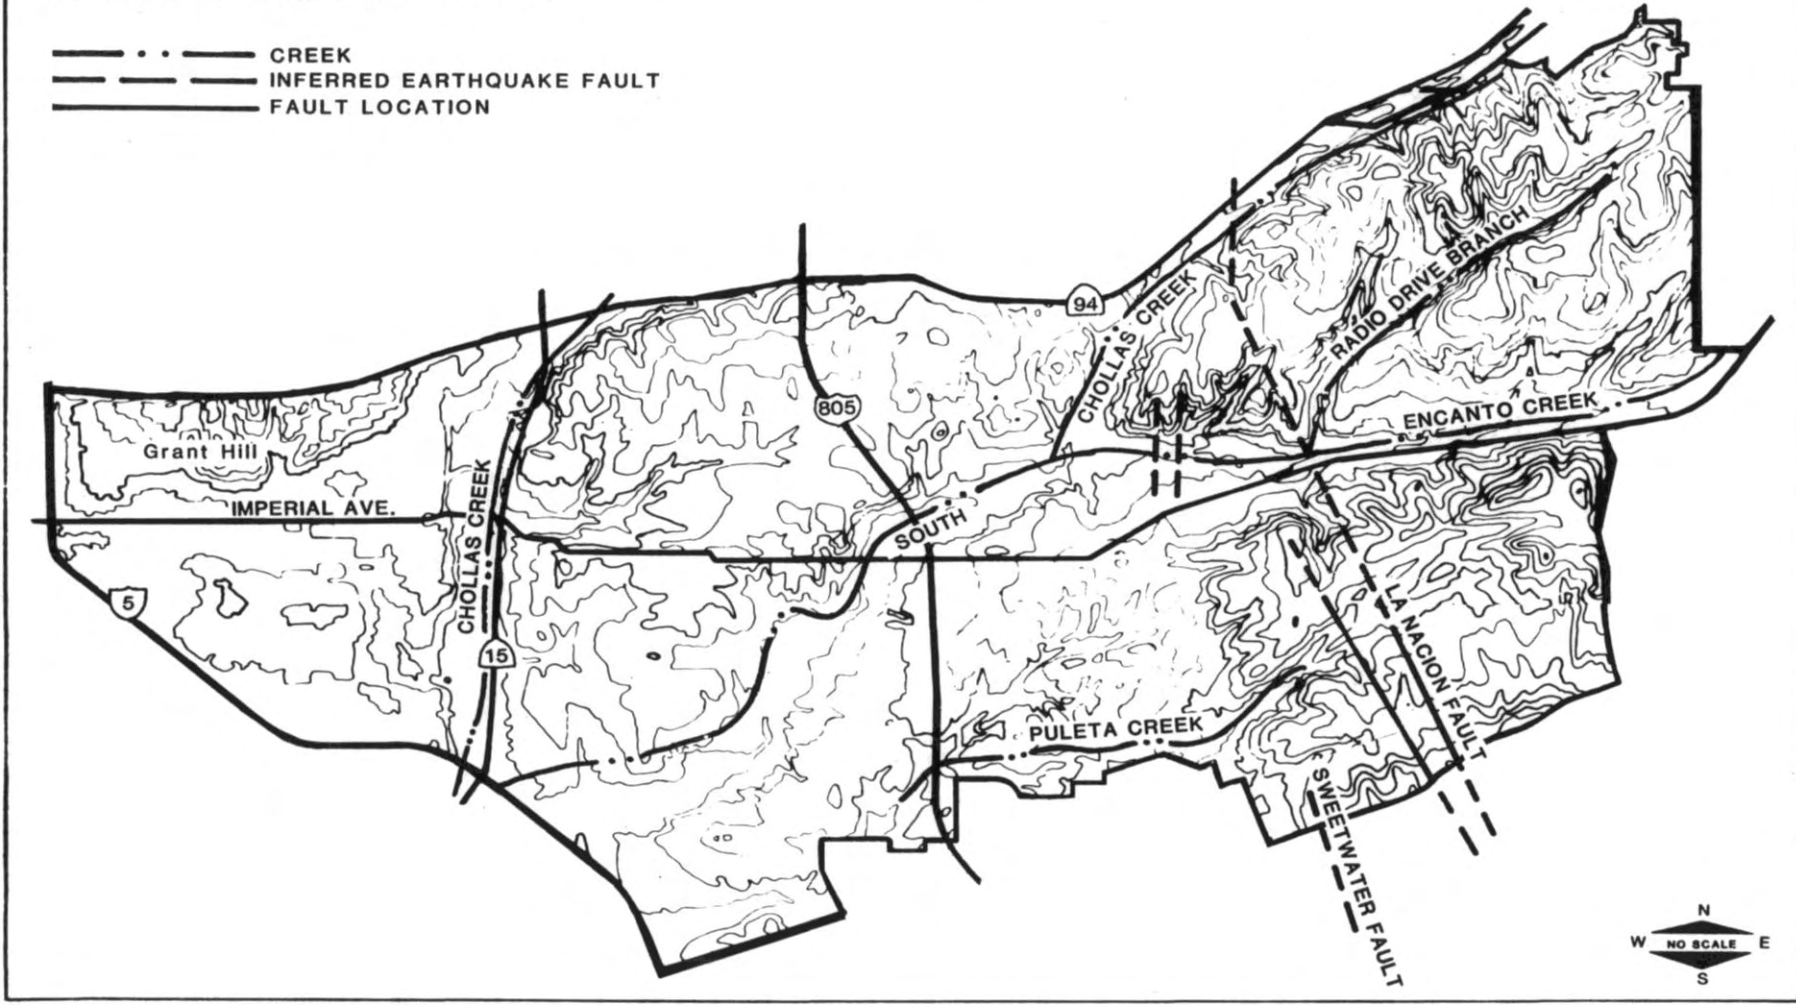 CREEK
INFERRED EARTHQUAKE FAULT
FAULT LOCATION
94
CHOLLAS CREEK
RADIO DRIVE BRANCH
805
ENCANTO CREEK
Grant Hill
IMPERIAL AVE.
CHOLLAS CREEK
SOUTH
5
15
LA NACION FAULT
PULETA CREEK
SWEETWATER FAULT
N
W NO SCALE E
S